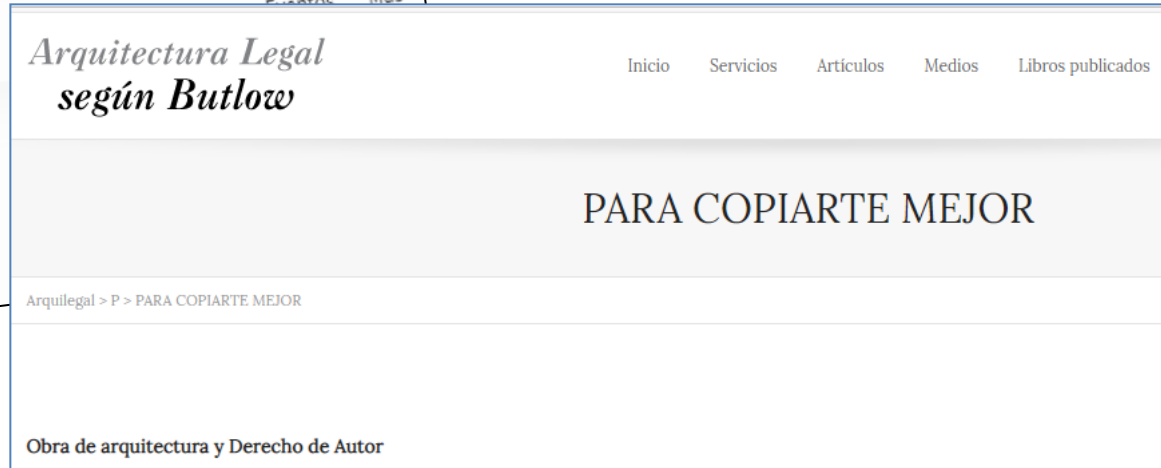 Arquitectura Legal
según Butlow
Inicio Servicios Artículos Medios Libros publicados
PARA COPIARTE MEJOR
Arquilegal > P > PARA COPIARTE MEJOR
Obra de arquitectura y Derecho de Autor